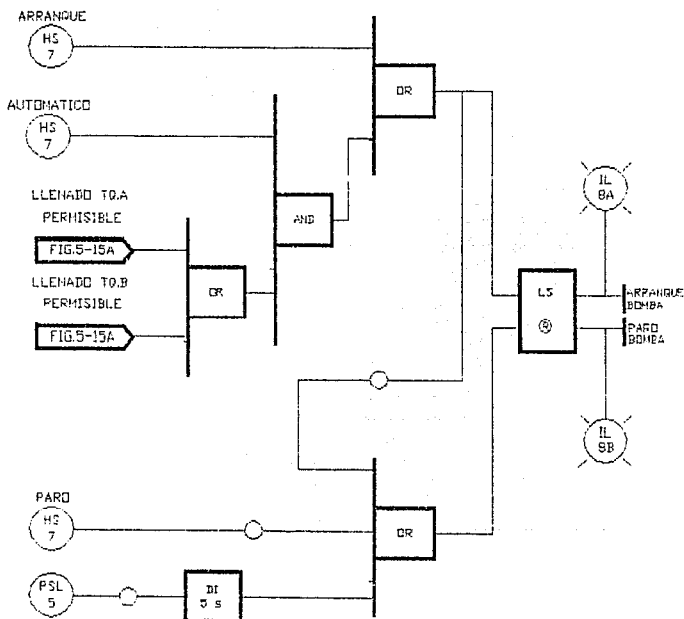 ARRANQUE
HS
7
OR
AUTOMATICO
HS
7
IL
8A
LLENADO TQ.A
PERMISIBLE
AND
FIG.5-15A
LLENADO TQ.B
PERMISIBLE
OR
LS
R
ARRANQUE
BOMBA
PARO
BOMBA
FIG.5-15A
IL
8B
PARO
HS
7
OR
PSL
5
DI
5 S